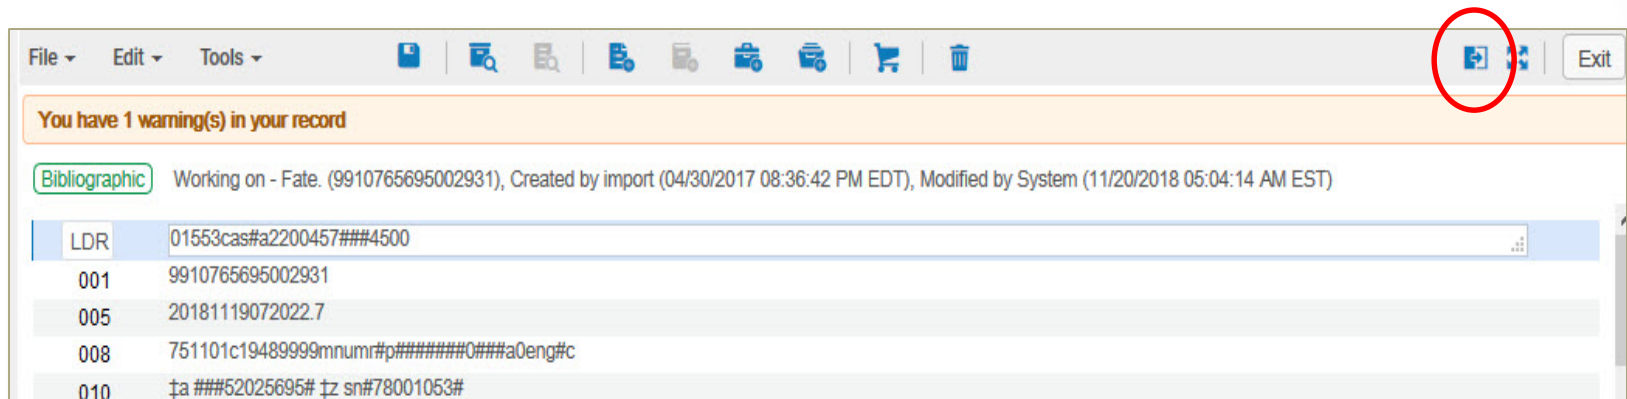 File Edit Tools Exit
You have 1 warning(s) in your record
Bibliographic Working on - Fate. (9910765695002931), Created by import (04/30/2017 08:36:42 PM EDT), Modified by System (11/20/2018 05:04:14 AM EST)
LDR 01553cas#a2200457###4500
001 9910765695002931
005 20181119072022.7
008 751101c19489999mnumr#p#######0###a0eng#c
010 ‡a ###52025695# ‡z sn#78001053#